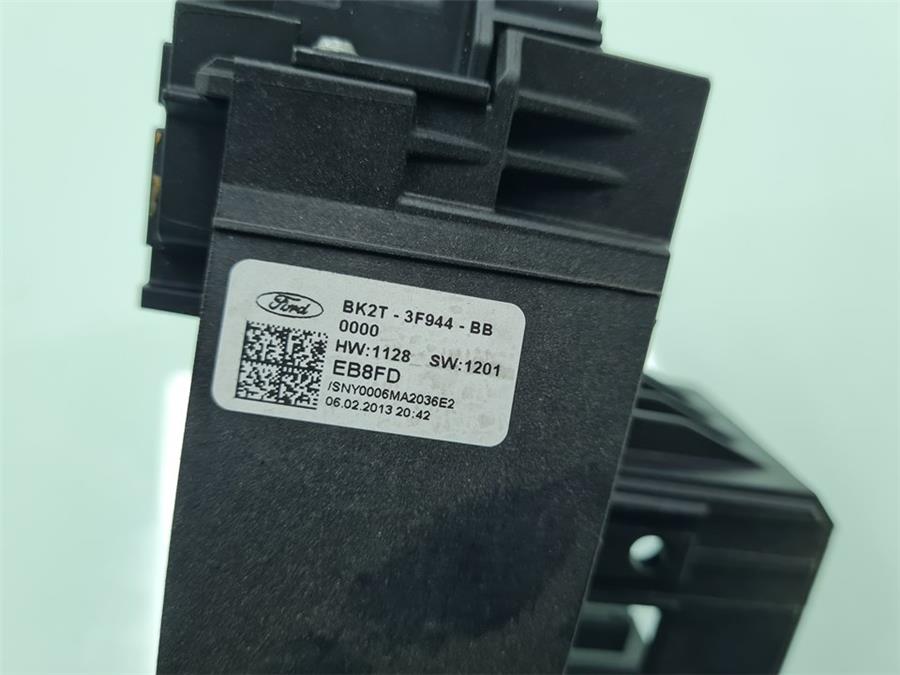 Ford
BK2T - 3F944 - BB
0000
HW:1128 SW:1201
EB8FD
/SNY0006MA2036E2
06.02.2013 20:42